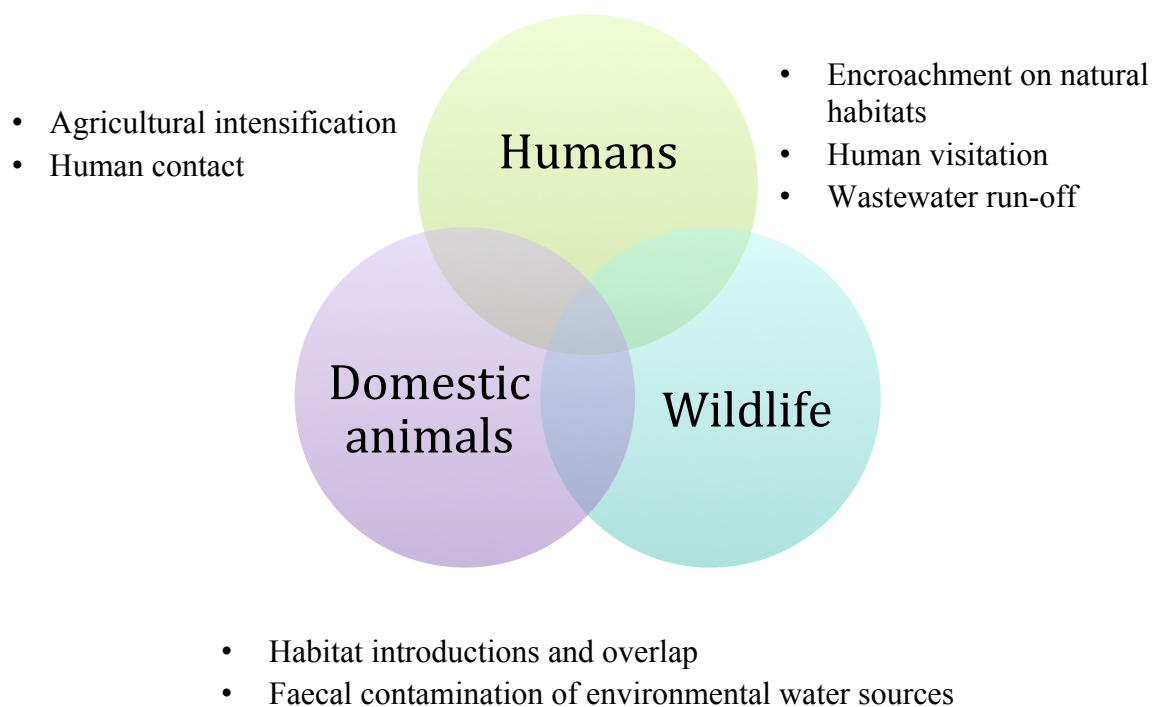 • Agricultural intensification
• Human contact
Humans
• Encroachment on natural
habitats
• Human visitation
• Wastewater run-off
Domestic
animals
Wildlife
• Habitat introductions and overlap
• Faecal contamination of environmental water sources